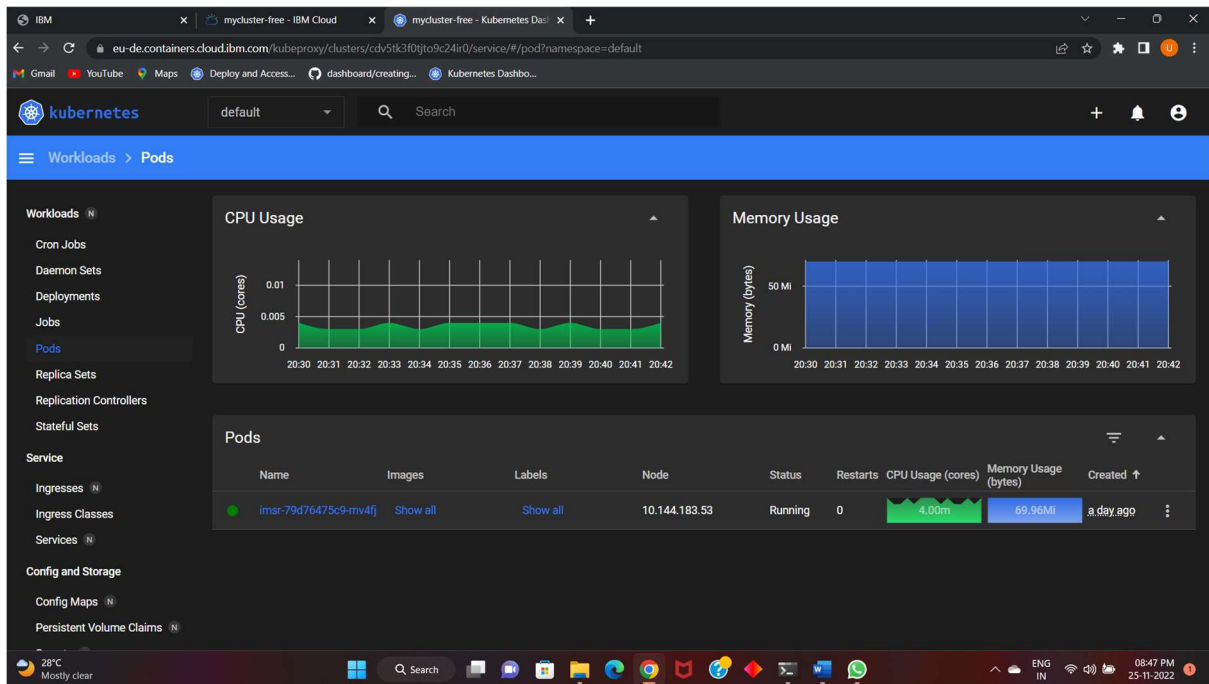 IBM
mycluster-free - IBM Cloud
mycluster-free - Kubernetes Das
eu-de.containers.cloud.ibm.com/kubeproxy/clusters/cdv5tk3f0tjto9c24ir0/service/#/pod?namespace=default
U
Gmail YouTube Maps Deploy and Access... dashboard/creating... Kubernetes Dashbo...
kubernetes default Search
Workloads > Pods
Workloads N
Cron Jobs
Daemon Sets
Deployments
Jobs
Pods
Replica Sets
Replication Controllers
Stateful Sets
Service
Ingresses N
Ingress Classes
Services N
Config and Storage
Config Maps N
Persistent Volume Claims N
CPU Usage
CPU (cores)
0.01
0.005
0
20:30 20:31 20:32 20:33 20:34 20:35 20:36 20:37 20:38 20:39 20:40 20:41 20:42
Memory Usage
Memory (bytes)
50 Mi
0 Mi
20:30 20:31 20:32 20:33 20:34 20:35 20:36 20:37 20:38 20:39 20:40 20:41 20:42
Pods
Name Images Labels Node Status Restarts CPU Usage (cores) Memory Usage (bytes) Created
imsr-79d76475c9-mv4fj Show all Show all 10.144.183.53 Running 0 4.00m 69.96Mi a day ago
28°C
Mostly clear
Search
ENG
IN
08:47 PM
25-11-2022
1